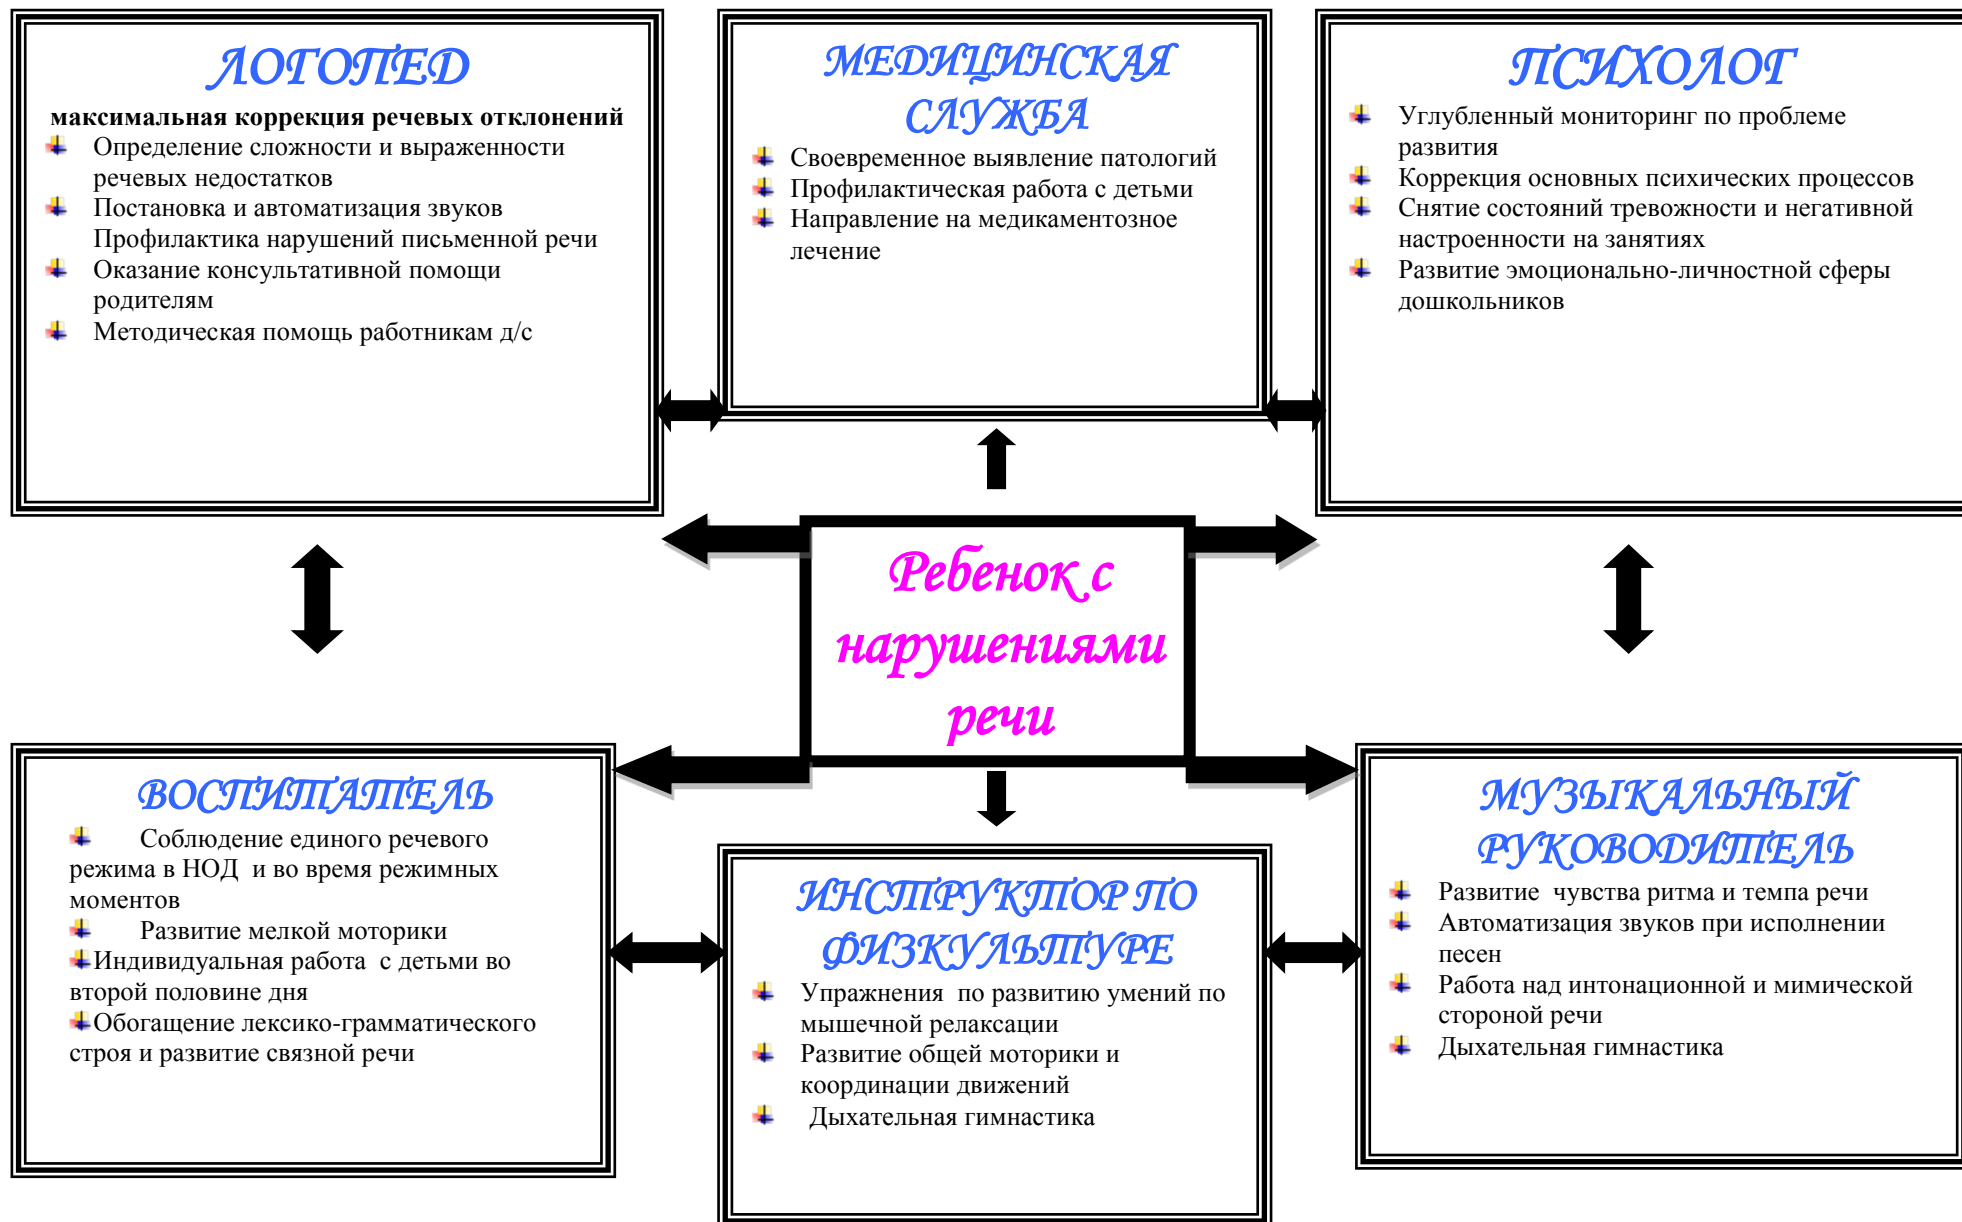 ЛОГОПЕД
максимальная коррекция речевых отклонений
Определение сложности и выраженности
речевых недостатков
Постановка и автоматизация звуков
Профилактика нарушений письменной речи
Оказание консультативной помощи
родителям
Методическая помощь работникам д/с
МЕДИЦИНСКАЯ
СЛУЖБА
Своевременное выявление патологий
Профилактическая работа с детьми
Направление на медикаментозное
лечение
ПСИХОЛОГ
Углубленный мониторинг по проблеме
развития
Коррекция основных психических процессов
Снятие состояний тревожности и негативной
настроенности на занятиях
Развитие эмоционально-личностной сферы
дошкольников
Ребенок с
нарушениями
речи
ВОСПИТАТЕЛЬ
Соблюдение единого речевого
режима в НОД  и во время режимных
моментов
Развитие мелкой моторики
Индивидуальная работа  с детьми во
второй половине дня
Обогащение лексико-грамматического
строя и развитие связной речи
ИНСТРУКТОР ПО
ФИЗКУЛЬТУРЕ
Упражнения  по развитию умений по
мышечной релаксации
Развитие общей моторики и
координации движений
Дыхательная гимнастика
МУЗЫКАЛЬНЫЙ
РУКОВОДИТЕЛЬ
Развитие  чувства ритма и темпа речи
Автоматизация звуков при исполнении
песен
Работа над интонационной и мимической
стороной речи
Дыхательная гимнастика